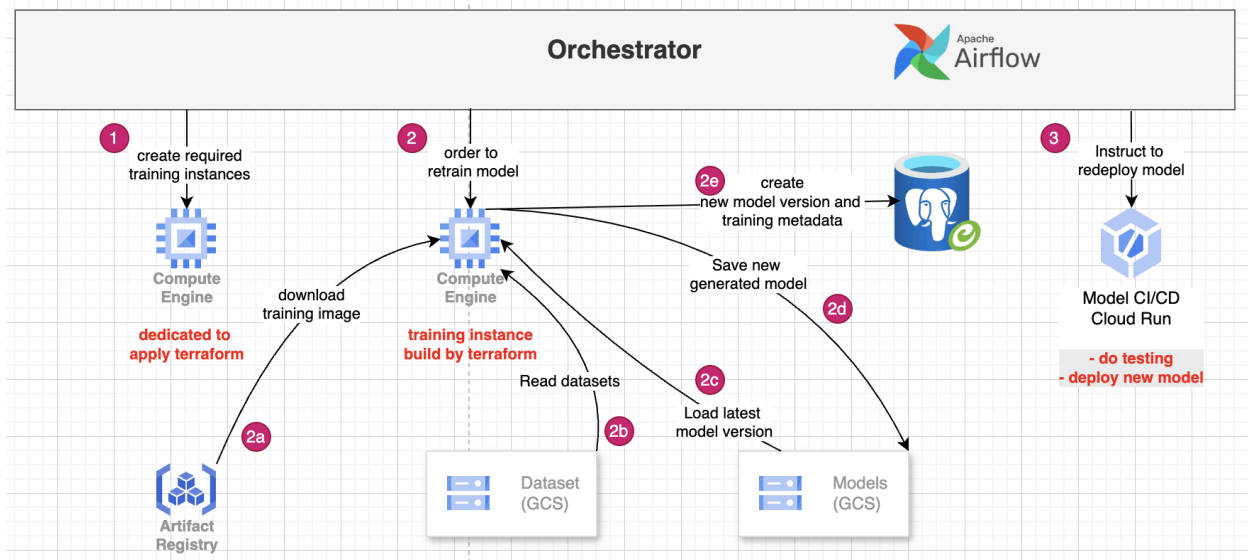 Orchestrator
Apache
Airflow
1
create required
training instances
Compute
Engine
dedicated to
apply terraform
2
order to
retrain model
Compute
Engine
training instance
build by terraform
2a
download
training image
Artifact
Registry
2b
Read datasets
Dataset
(GCS)
2c
Load latest
model version
Models
(GCS)
2d
Save new
generated model
2e
create
new model version and
training metadata
3
Instruct to
redeploy model
Model CI/CD
Cloud Run
- do testing
- deploy new model